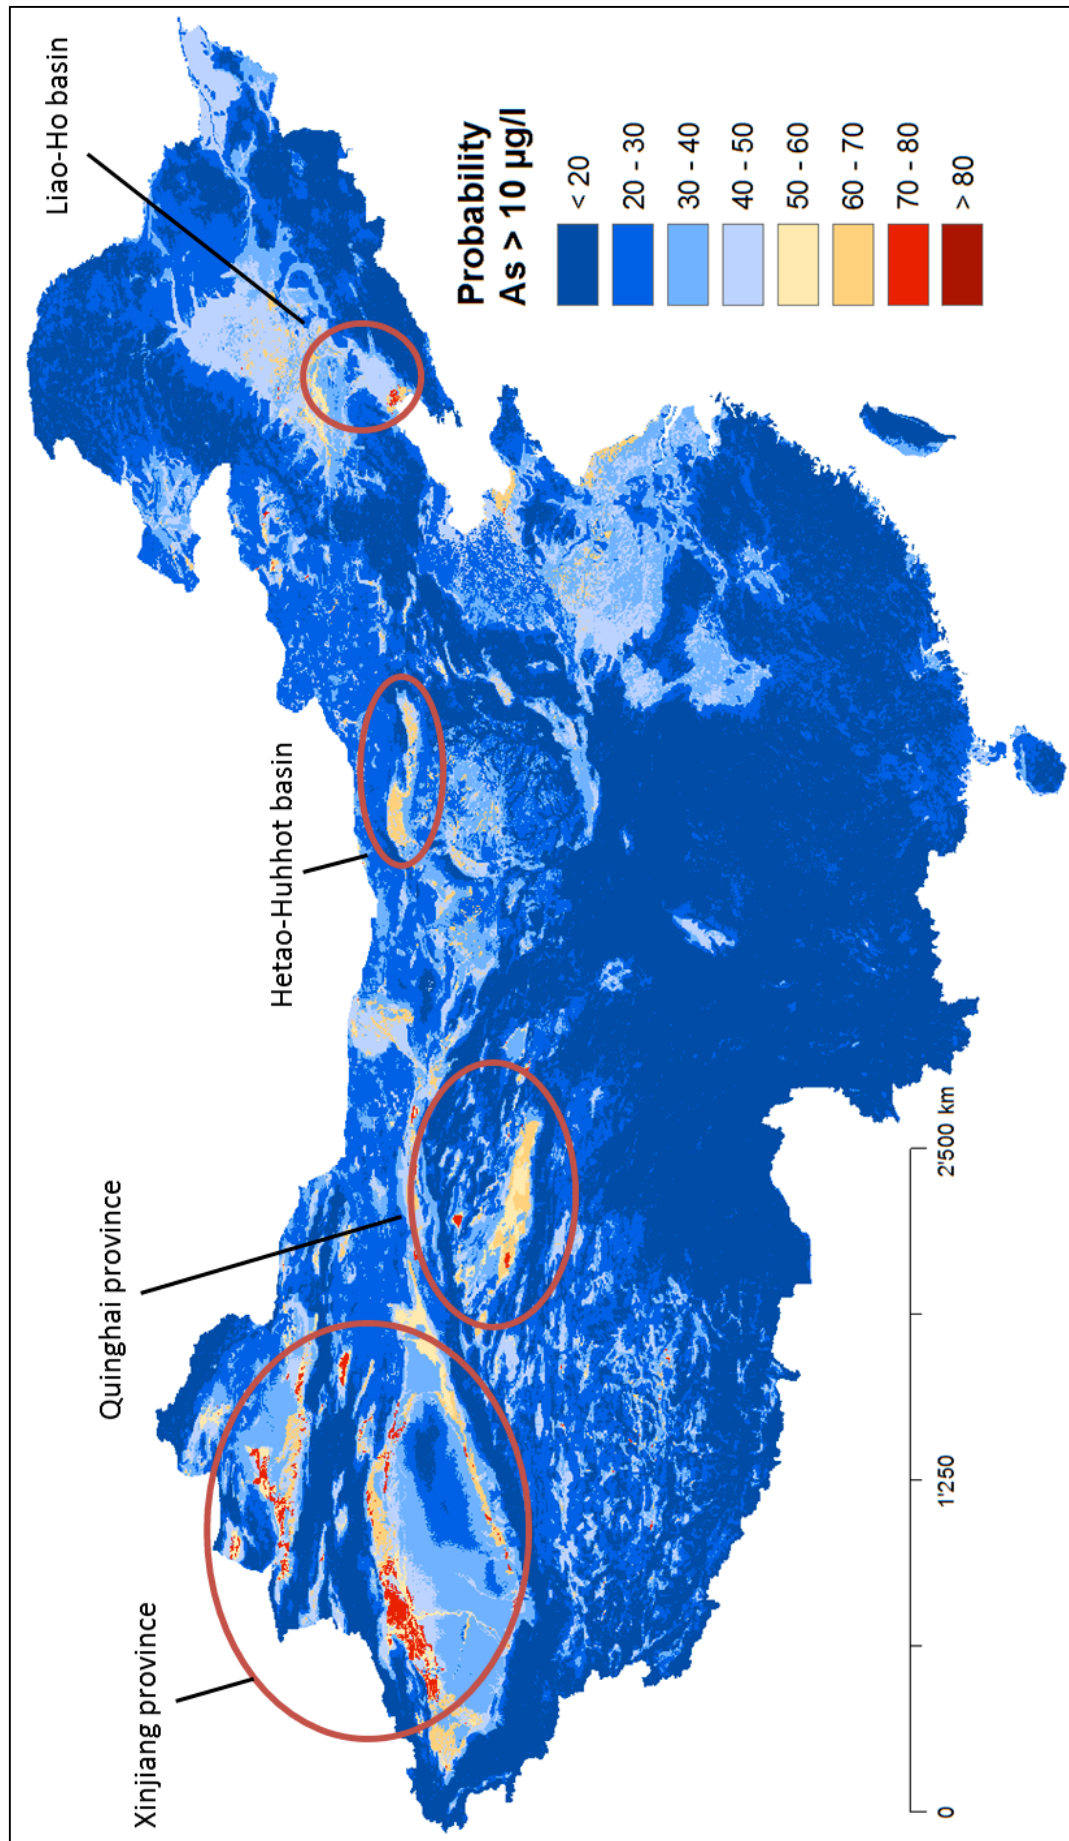 Xinjiang province
Quinghai province
Hetao-Huhhot basin
Liao-Ho basin
Probability
As > 10 µg/l
< 20
20 - 30
30 - 40
40 - 50
50 - 60
60 - 70
70 - 80
> 80
0
1'250
2'500 km